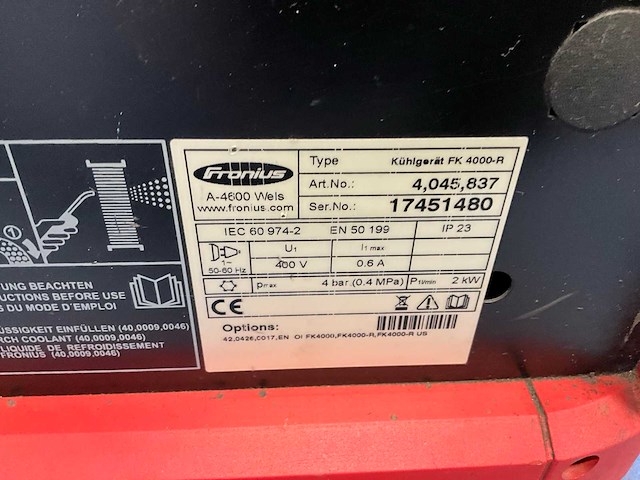 Fronius
A-4600 Wels
www.fronius.com
Type Kühlgerät FK 4000-R
Art.No.: 4,045,837
Ser.No.: 17451480
IEC 60 974-2 EN 50 199 IP 23
1~
50-60 Hz
U1 I1 max
400 V 0.6 A
Pmax 4 bar (0.4 MPa) P1l/min 2 kW
CE
Options:
42,0426,0017,EN OI FK4000,FK4000-R,FK4000-R US
UNG BEACHTEN
UCTIONS BEFORE USE
S DU MODE D'EMPLOI
ÜSSIGKEIT EINFÜLLEN (40,0009,0046)
RCH COOLANT (40,0009,0046)
LIQUIDE DE REFROIDISSEMENT
FRONIUS (40,0009,0046)